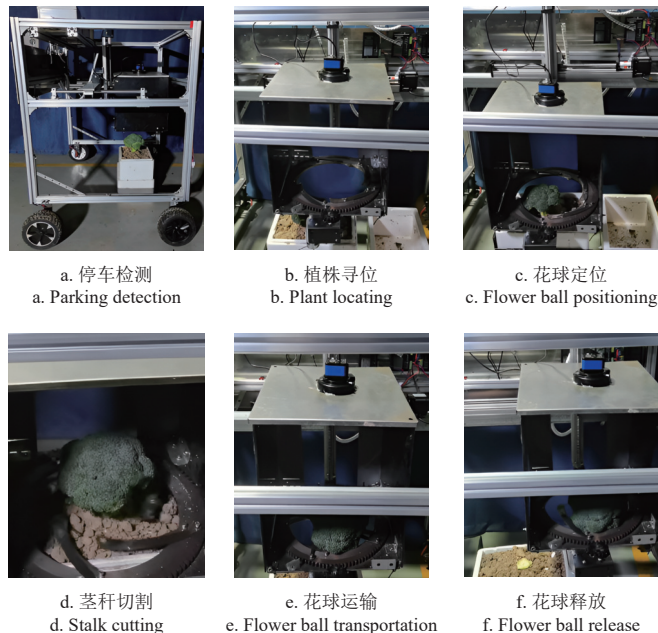 a. 停车检测
a. Parking detection
b. 植株寻位
b. Plant locating
c. 花球定位
c. Flower ball positioning
d. 茎秆切割
d. Stalk cutting
e. 花球运输
e. Flower ball transportation
f. 花球释放
f. Flower ball release